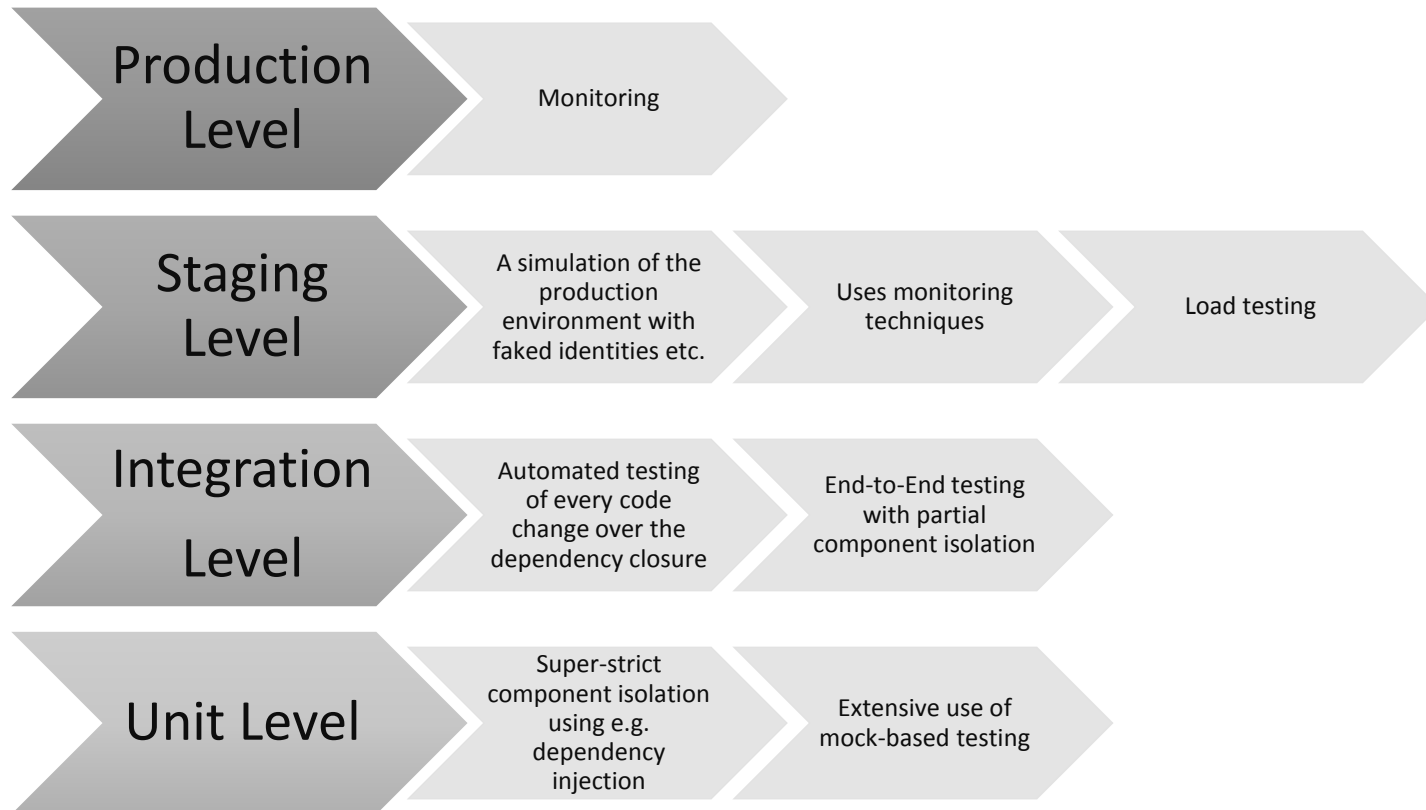 Production
Level
Monitoring
Staging
Level
A simulation of the
production
environment with
faked identities etc.
Uses monitoring
techniques
Load testing
Integration
Level
Automated testing
of every code
change over the
dependency closure
End-to-End testing
with partial
component isolation
Unit Level
Super-strict
component isolation
using e.g.
dependency
injection
Extensive use of
mock-based testing